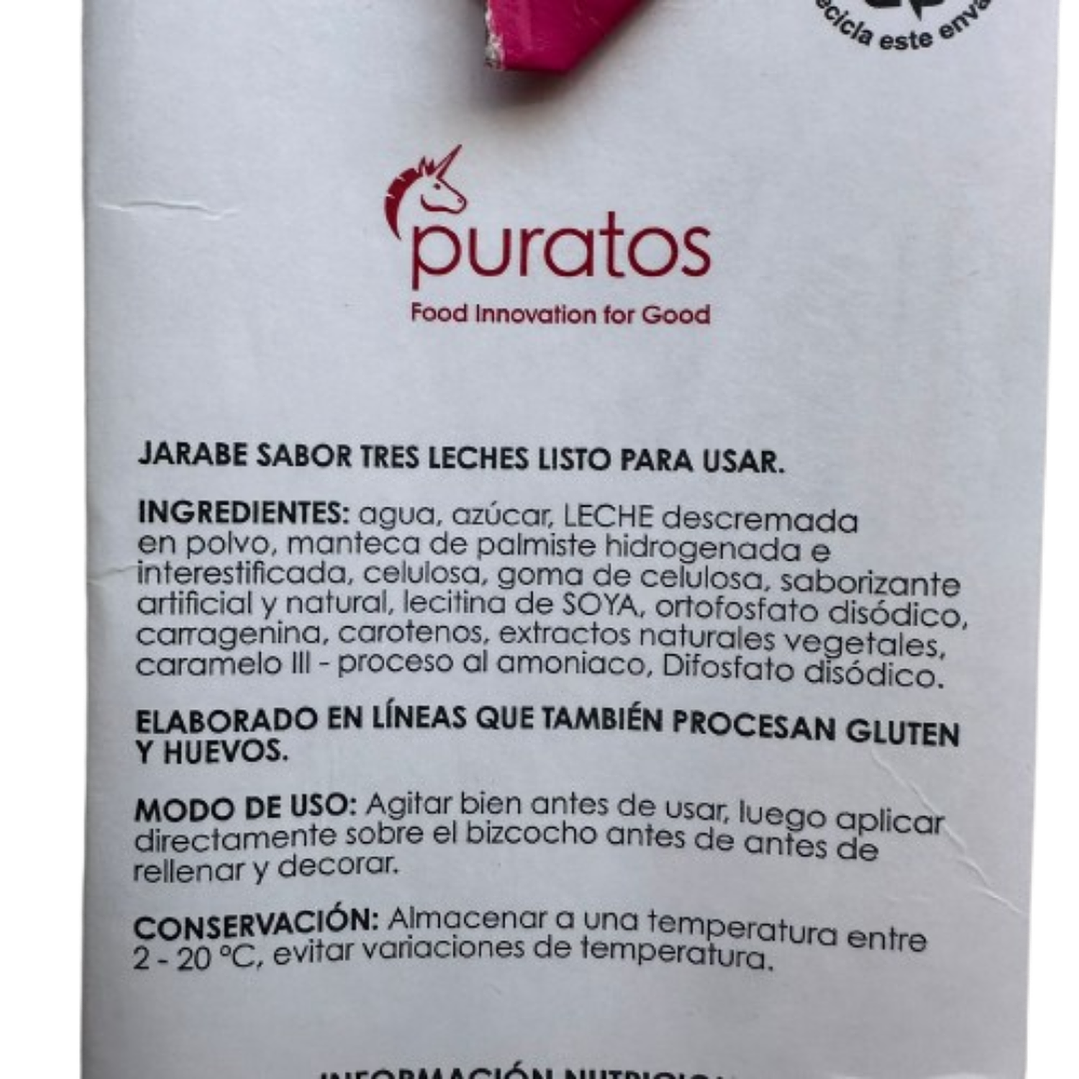 ecicla este enva
puratos
Food Innovation for Good
JARABE SABOR TRES LECHES LISTO PARA USAR.
INGREDIENTES: agua, azúcar, LECHE descremada
en polvo, manteca de palmiste hidrogenada e
interestificada, celulosa, goma de celulosa, saborizante
artificial y natural, lecitina de SOYA, ortofosfato disódico,
carragenina, carotenos, extractos naturales vegetales,
caramelo III - proceso al amoniaco, Difosfato disódico.
ELABORADO EN LÍNEAS QUE TAMBIÉN PROCESAN GLUTEN
Y HUEVOS.
MODO DE USO: Agitar bien antes de usar, luego aplicar
directamente sobre el bizcocho antes de antes de
rellenar y decorar.
CONSERVACIÓN: Almacenar a una temperatura entre
2 - 20 ºC, evitar variaciones de temperatura.
INFORMACIÓN